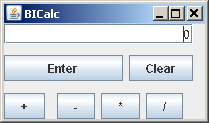 BICalc
0
Enter Clear
+ - * /